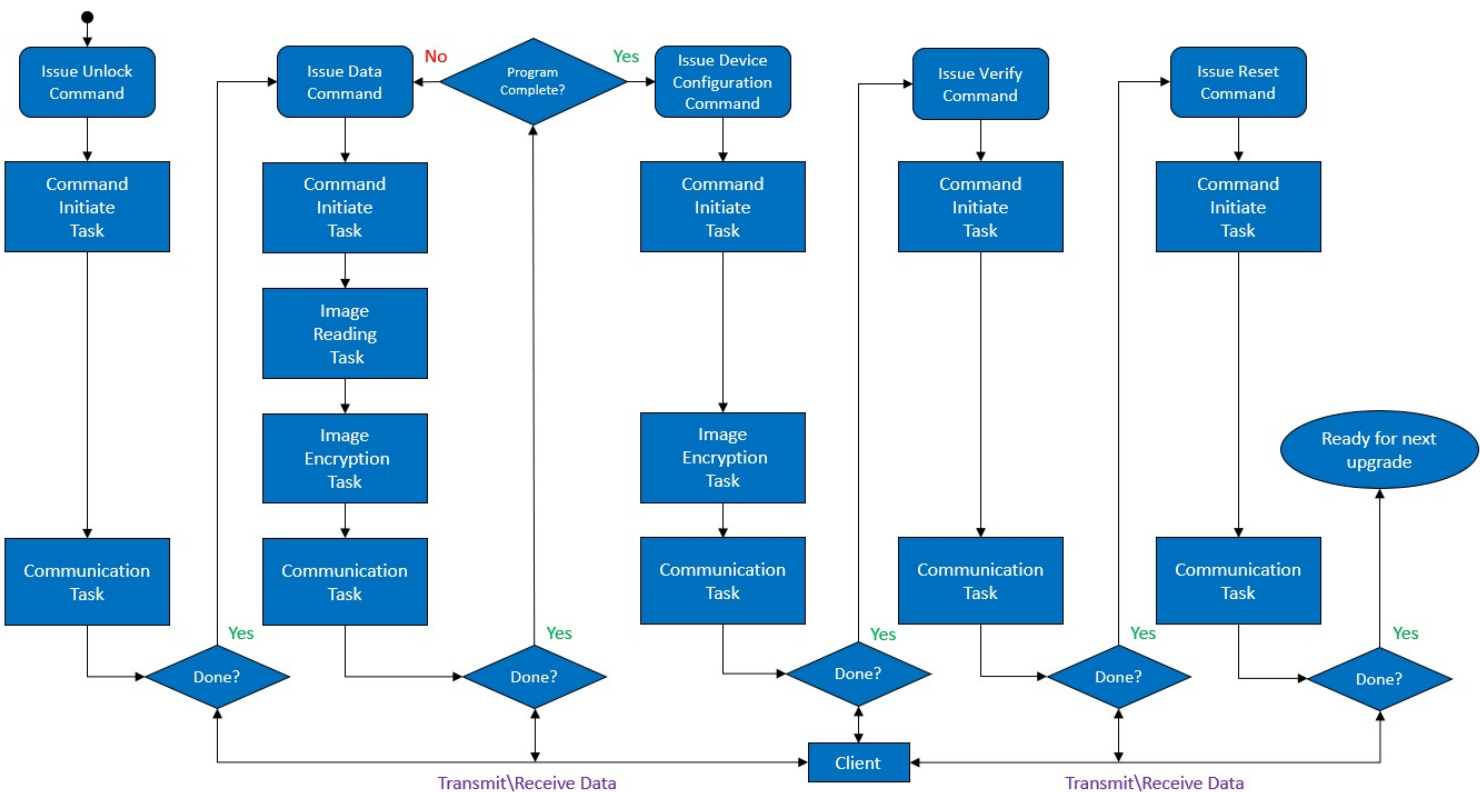 Issue Unlock
Command
Command
Initiate
Task
Communication
Task
Done?
Yes
Issue Data
Command
Command
Initiate
Task
Image
Reading
Task
Image
Encryption
Task
Communication
Task
Done?
Yes
No
Program
Complete?
Yes
Issue Device
Configuration
Command
Command
Initiate
Task
Image
Encryption
Task
Communication
Task
Done?
Yes
Issue Verify
Command
Command
Initiate
Task
Communication
Task
Done?
Yes
Issue Reset
Command
Command
Initiate
Task
Communication
Task
Done?
Yes
Ready for next
upgrade
Client
Transmit\Receive Data
Transmit\Receive Data